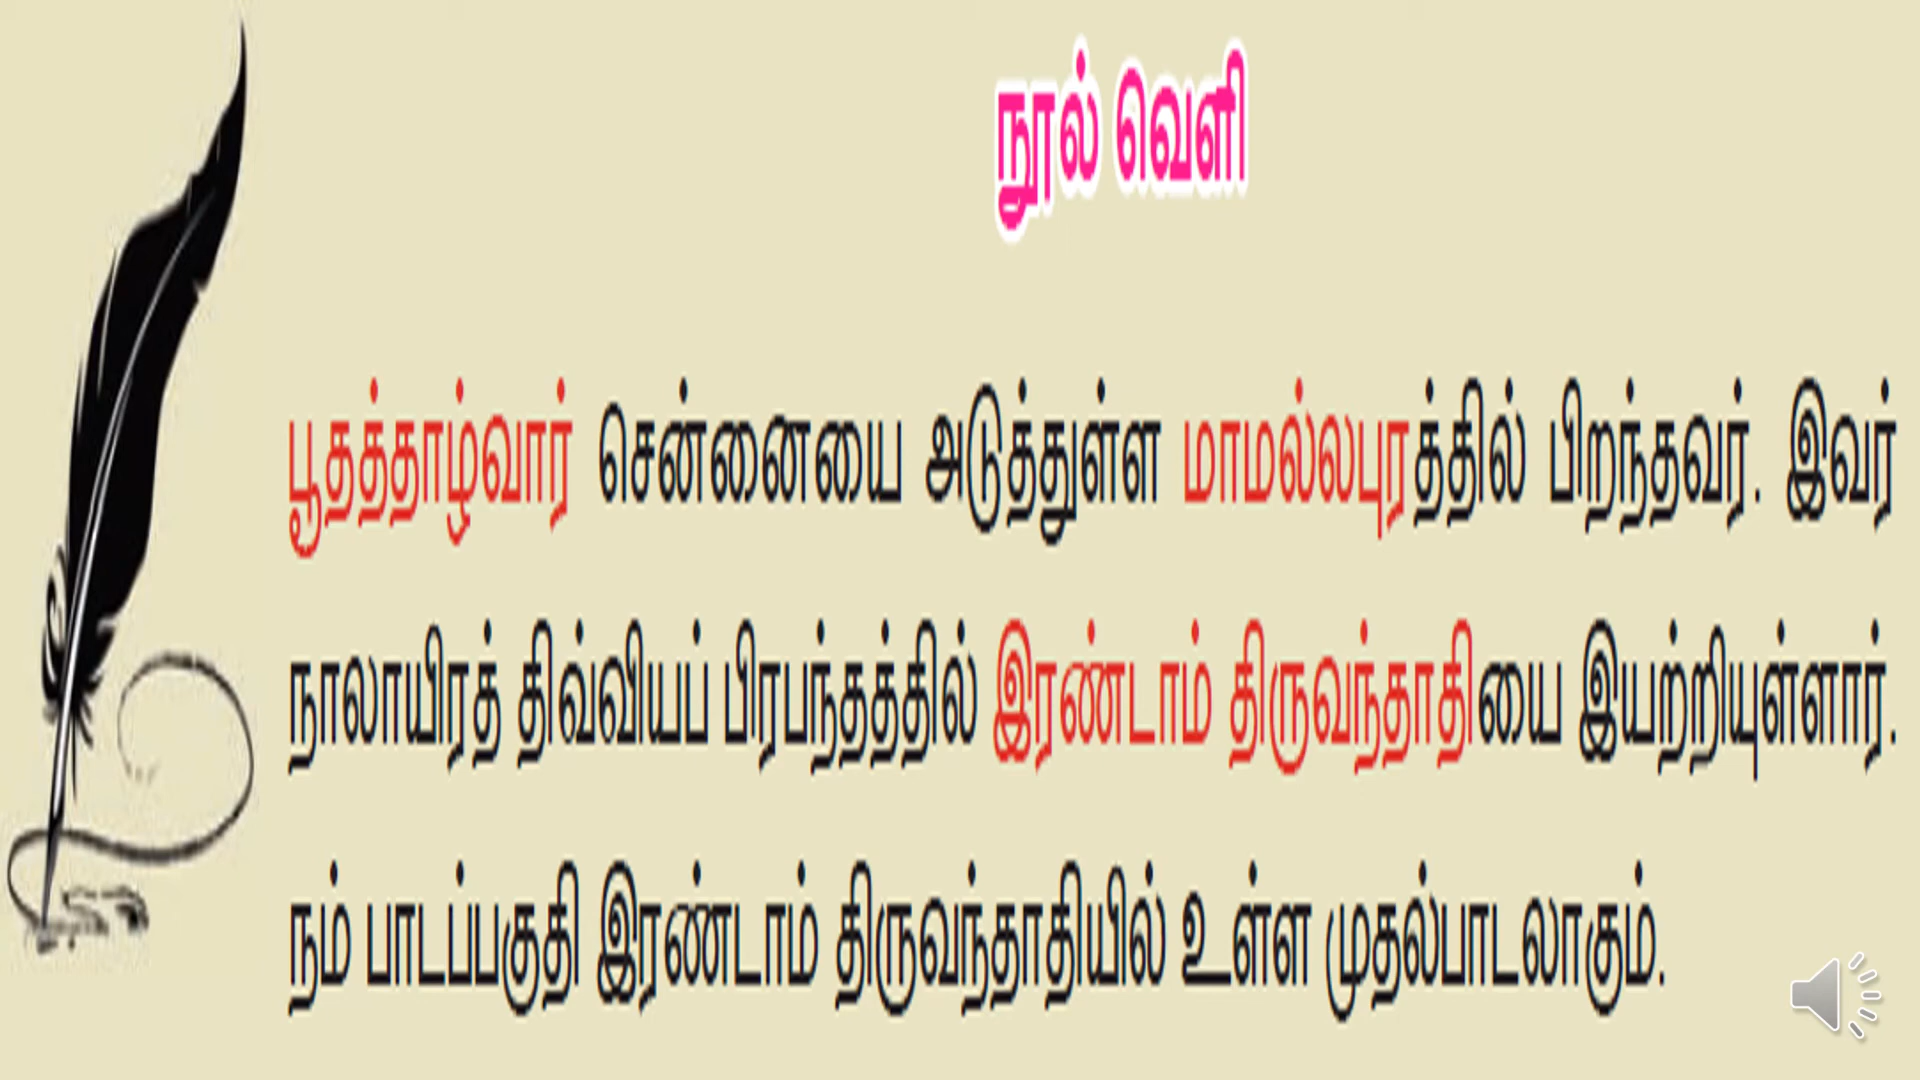 நூல் வெளி
பூதத்தாழ்வார் சென்னையை அடுத்துள்ள மாமல்லபுரத்தில் பிறந்தவர். இவர்
நாலாயிரத் திவ்வியப் பிரபந்தத்தில் இரண்டாம் திருவந்தாதியை இயற்றியுள்ளார்.
நம் பாடப்பகுதி இரண்டாம் திருவந்தாதியில் உள்ள முதல்பாடலாகும்.